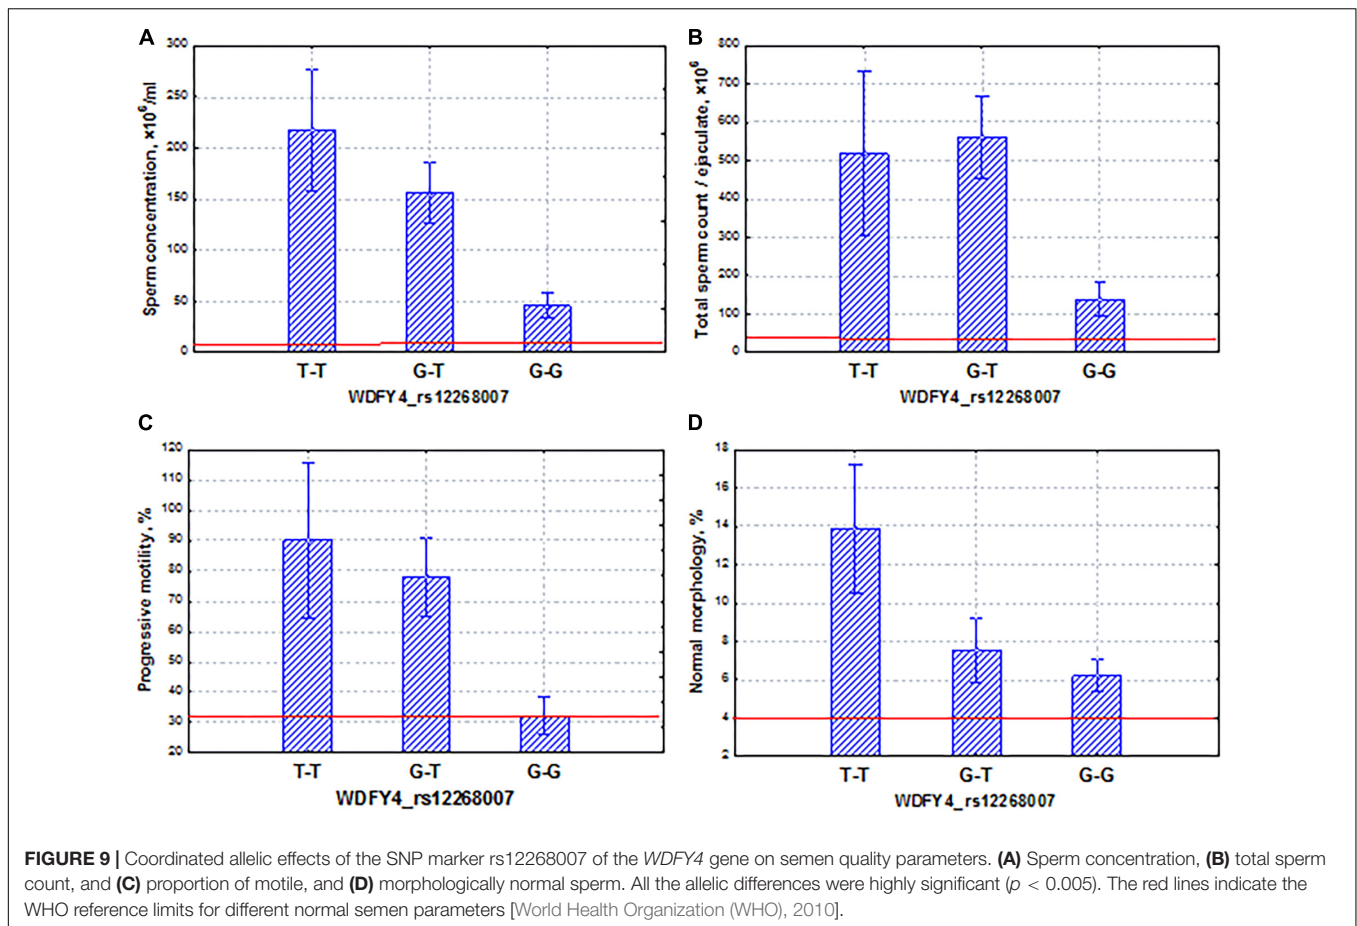 A
Sperm concentration, ×10⁶/ml
300
250
200
150
100
50
0
T-T G-T G-G
WDFY4_rs12268007
B
Total sperm count / ejaculate, ×10⁶
800
700
600
500
400
300
200
100
0
T-T G-T G-G
WDFY4_rs12268007
C
Progressive motility, %
120
110
100
90
80
70
60
50
40
30
20
T-T G-T G-G
WDFY4_rs12268007
D
Normal morphology, %
18
16
14
12
10
8
6
4
2
T-T G-T G-G
WDFY4_rs12268007
FIGURE 9 | Coordinated allelic effects of the SNP marker rs12268007 of the WDFY4 gene on semen quality parameters. (A) Sperm concentration, (B) total sperm
count, and (C) proportion of motile, and (D) morphologically normal sperm. All the allelic differences were highly significant (p < 0.005). The red lines indicate the
WHO reference limits for different normal semen parameters [World Health Organization (WHO), 2010].